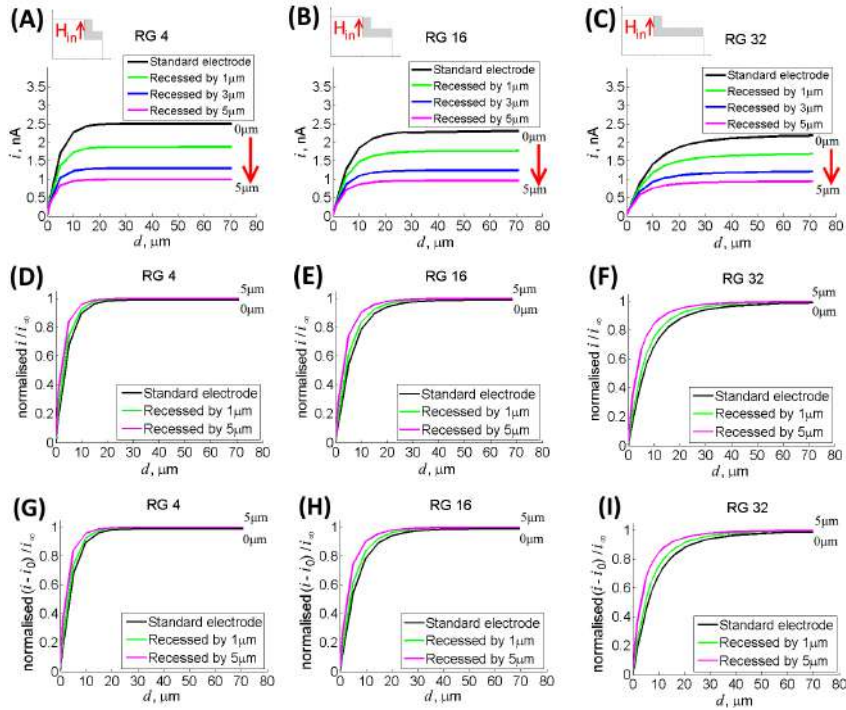 (A)
H_in
RG 4
Standard electrode
Recessed by 1μm
Recessed by 3μm
Recessed by 5μm
3.5
3
2.5
2
1.5
1
0.5
0
i, nA
0μm
5μm
0 10 20 30 40 50 60 70 80
d, μm
(B)
H_in
RG 16
Standard electrode
Recessed by 1μm
Recessed by 3μm
Recessed by 5μm
3.5
3
2.5
2
1.5
1
0.5
0
i, nA
0μm
5μm
0 10 20 30 40 50 60 70 80
d, μm
(C)
H_in
RG 32
Standard electrode
Recessed by 1μm
Recessed by 3μm
Recessed by 5μm
3.5
3
2.5
2
1.5
1
0.5
0
i, nA
0μm
5μm
0 10 20 30 40 50 60 70 80
d, μm
(D)
RG 4
5μm
0μm
1
0.8
0.6
0.4
0.2
0
normalised i / i_∞
Standard electrode
Recessed by 1μm
Recessed by 5μm
0 10 20 30 40 50 60 70 80
d, μm
(E)
RG 16
5μm
0μm
1
0.8
0.6
0.4
0.2
0
normalised i / i_∞
Standard electrode
Recessed by 1μm
Recessed by 5μm
0 10 20 30 40 50 60 70 80
d, μm
(F)
RG 32
5μm
0μm
1
0.8
0.6
0.4
0.2
0
normalised i / i_∞
Standard electrode
Recessed by 1μm
Recessed by 5μm
0 10 20 30 40 50 60 70 80
d, μm
(G)
RG 4
5μm
0μm
1
0.8
0.6
0.4
0.2
0
normalised (i - i_0) / i_∞
Standard electrode
Recessed by 1μm
Recessed by 5μm
0 10 20 30 40 50 60 70 80
d, μm
(H)
RG 16
5μm
0μm
1
0.8
0.6
0.4
0.2
0
normalised (i - i_0) / i_∞
Standard electrode
Recessed by 1μm
Recessed by 5μm
0 10 20 30 40 50 60 70 80
d, μm
(I)
RG 32
5μm
0μm
1
0.8
0.6
0.4
0.2
0
normalised (i - i_0) / i_∞
Standard electrode
Recessed by 1μm
Recessed by 5μm
0 10 20 30 40 50 60 70 80
d, μm